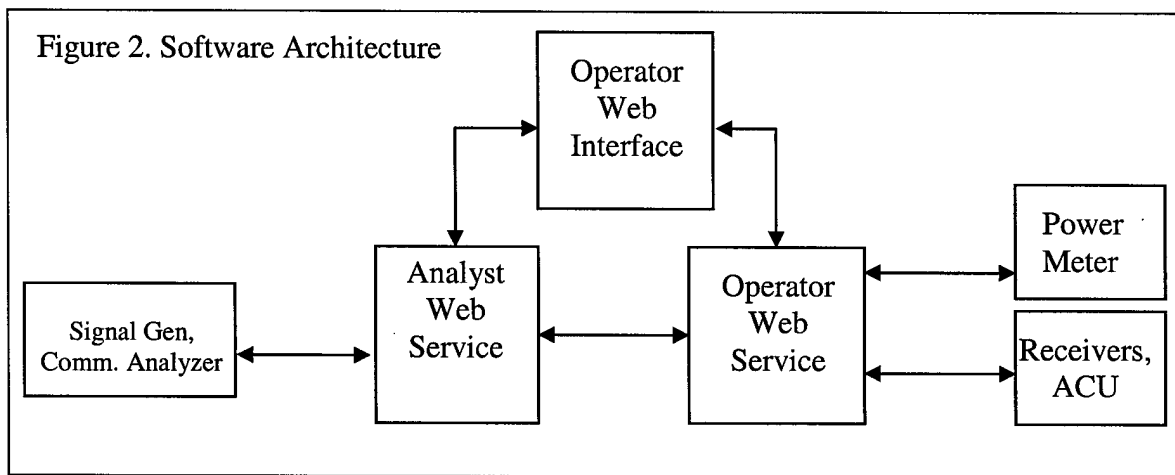 Figure 2. Software Architecture
Operator
Web
Interface
Analyst
Web
Service
Operator
Web
Service
Power
Meter
Signal Gen,
Comm. Analyzer
Receivers,
ACU